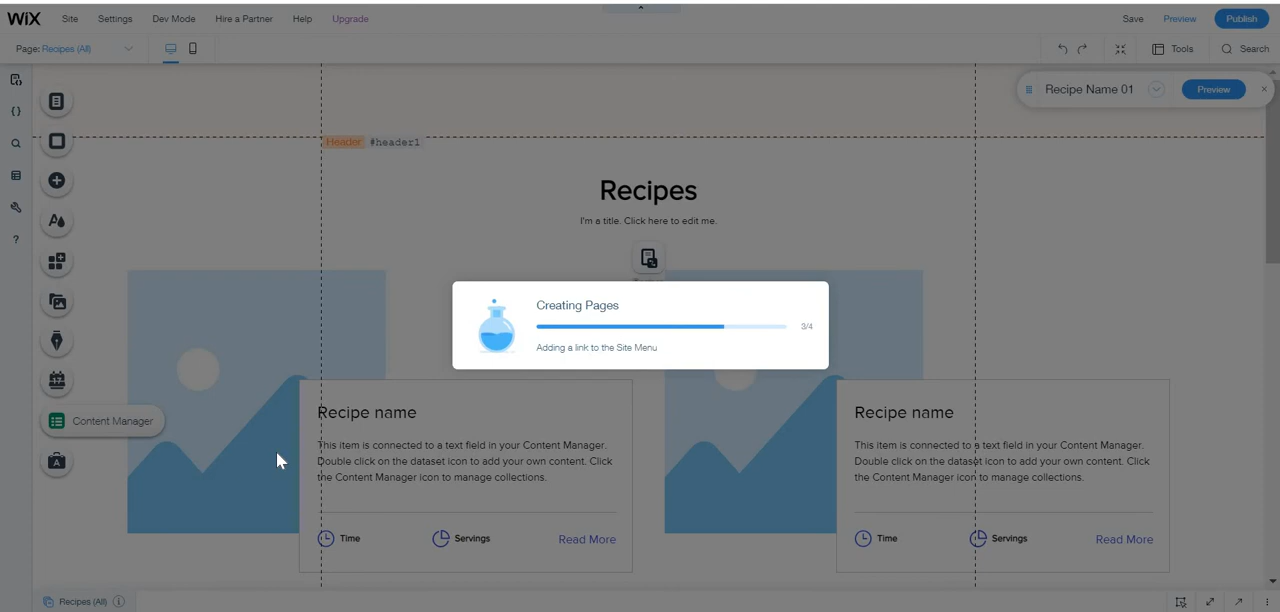 WiX Site Settings Dev Mode Hire a Partner Help Upgrade Save Preview Publish
Page: Recipes (All) Tools Search
Recipe Name 01 Preview ×
Header #header1
Recipes
I'm a title. Click here to edit me.
Creating Pages
3/4
Adding a link to the Site Menu
Content Manager
Recipe name
This item is connected to a text field in your Content Manager.
Double click on the dataset icon to add your own content. Click
the Content Manager icon to manage collections.
Time Servings Read More
Recipe name
This item is connected to a text field in your Content Manager.
Double click on the dataset icon to add your own content. Click
the Content Manager icon to manage collections.
Time Servings Read More
Recipes (All)